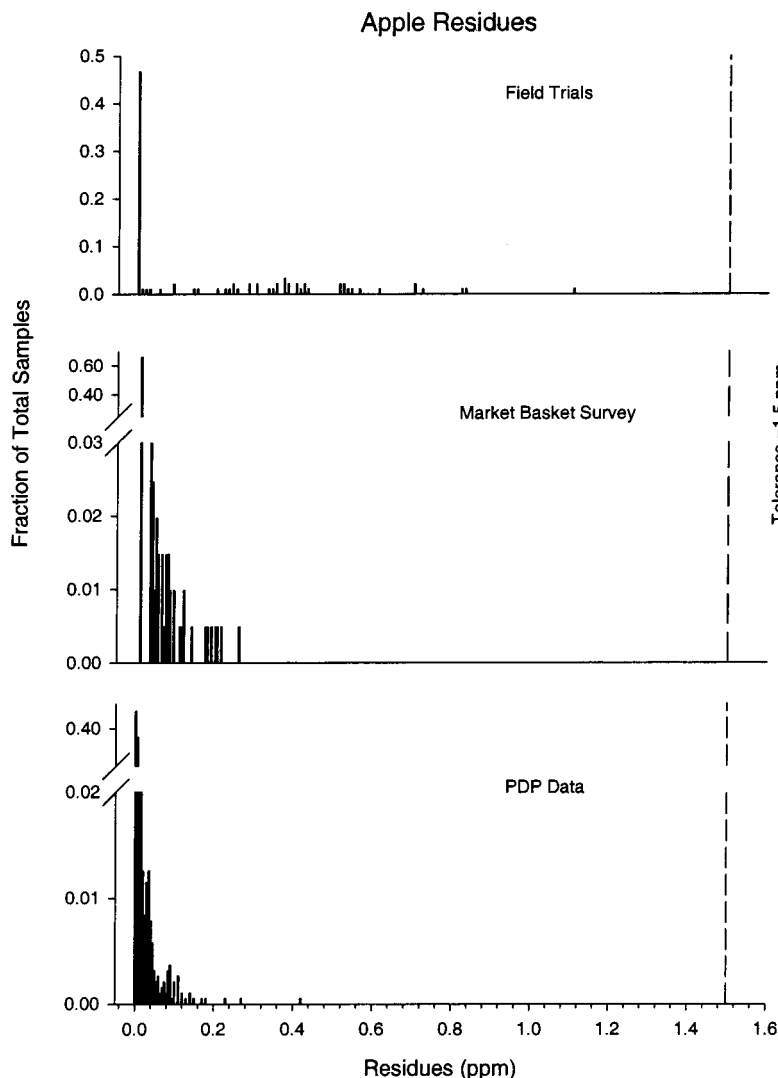 Apple Residues
Fraction of Total Samples
0.5
Field Trials
0.4
0.3
0.2
0.1
0.0
0.60
0.40
Market Basket Survey
0.03
0.02
0.01
0.00
0.40
0.02
PDP Data
0.01
0.00
0.0 0.2 0.4 0.6 0.8 1.0 1.2 1.4 1.6
Residues (ppm)